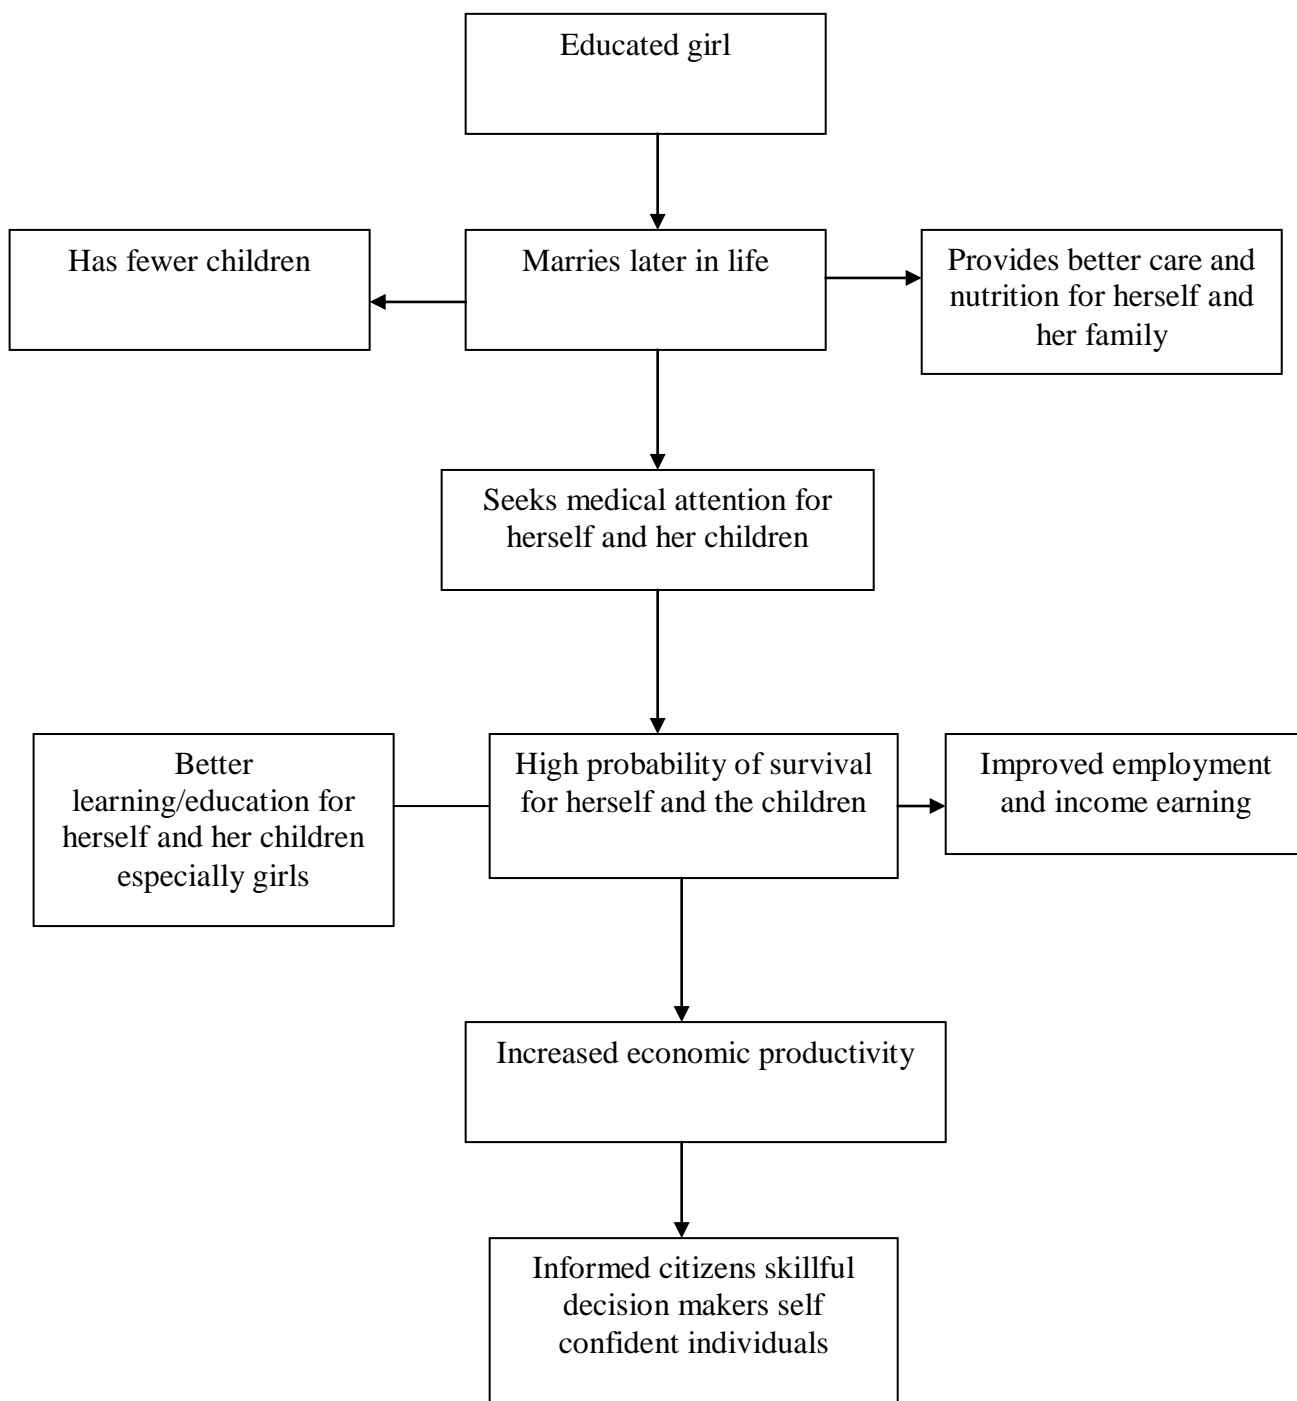 Educated girl
Has fewer children
Marries later in life
Provides better care and
nutrition for herself and
her family
Seeks medical attention for
herself and her children
Better
learning/education for
herself and her children
especially girls
High probability of survival
for herself and the children
Improved employment
and income earning
Increased economic productivity
Informed citizens skillful
decision makers self
confident individuals